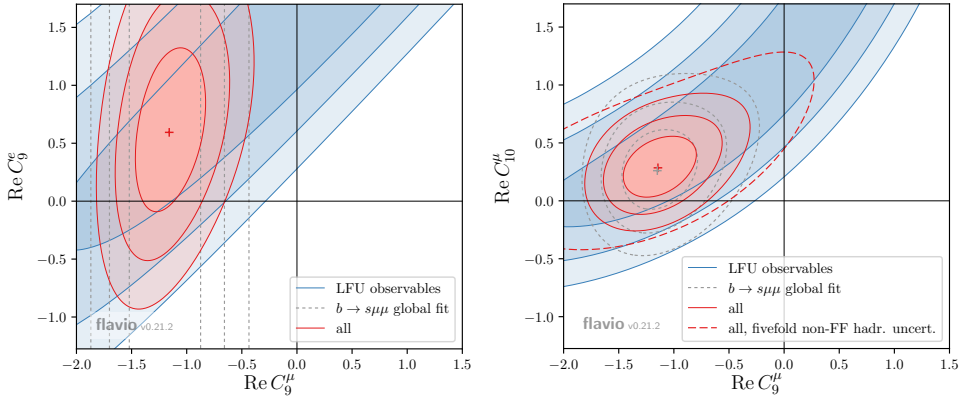 1.5
1.0
0.5
0.0
−0.5
−1.0
Re C₉ᵉ
LFU observables
b → sμμ global fit
all
flavio v0.21.2
−2.0 −1.5 −1.0 −0.5 0.0 0.5 1.0 1.5
Re C₉^μ
1.5
1.0
0.5
0.0
−0.5
−1.0
Re C₁₀^μ
LFU observables
b → sμμ global fit
all
all, fivefold non-FF hadr. uncert.
flavio v0.21.2
−2.0 −1.5 −1.0 −0.5 0.0 0.5 1.0 1.5
Re C₉^μ